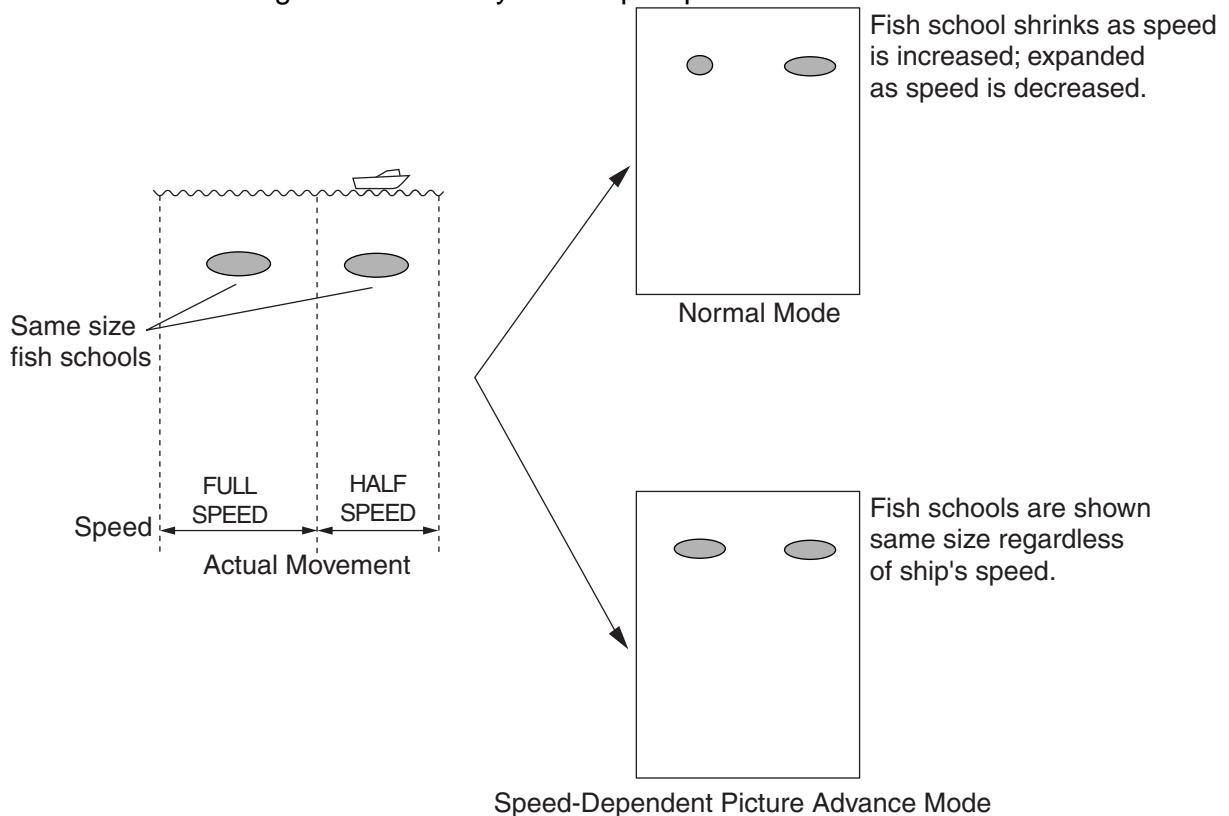 Fish school shrinks as speed
is increased; expanded
as speed is decreased.
Normal Mode
Same size
fish schools
FULL
SPEED
HALF
SPEED
Speed
Actual Movement
Fish schools are shown
same size regardless
of ship's speed.
Speed-Dependent Picture Advance Mode